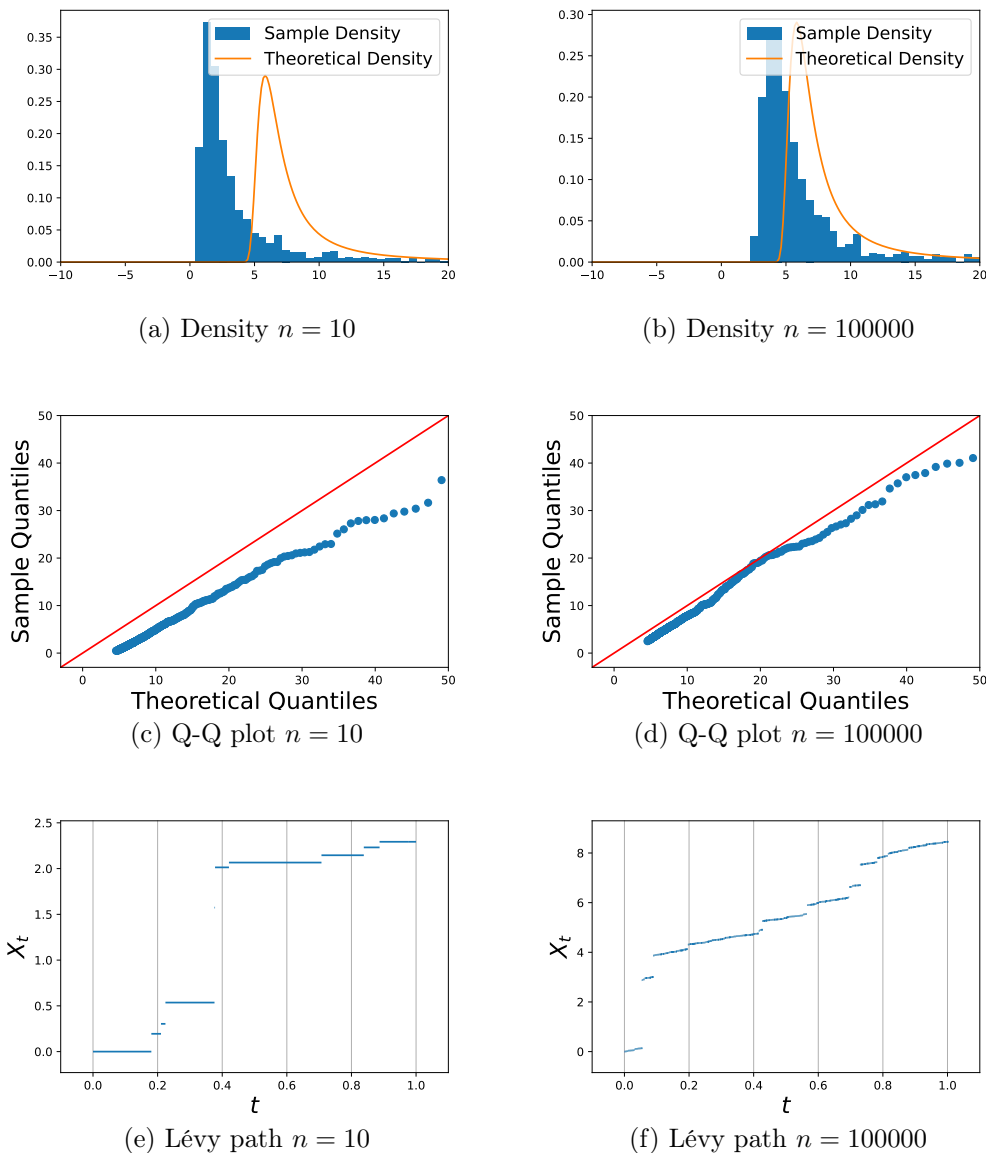 Sample Density
Theoretical Density
0.35
0.30
0.25
0.20
0.15
0.10
0.05
0.00
−10 −5 0 5 10 15 20
(a) Density n = 10
Sample Density
Theoretical Density
0.30
0.25
0.20
0.15
0.10
0.05
0.00
−10 −5 0 5 10 15 20
(b) Density n = 100000
Sample Quantiles
50
40
30
20
10
0
0 10 20 30 40 50
Theoretical Quantiles
(c) Q-Q plot n = 10
Sample Quantiles
50
40
30
20
10
0
0 10 20 30 40 50
Theoretical Quantiles
(d) Q-Q plot n = 100000
X_t
2.5
2.0
1.5
1.0
0.5
0.0
0.0 0.2 0.4 0.6 0.8 1.0
t
(e) Lévy path n = 10
X_t
8
6
4
2
0
0.0 0.2 0.4 0.6 0.8 1.0
t
(f) Lévy path n = 100000